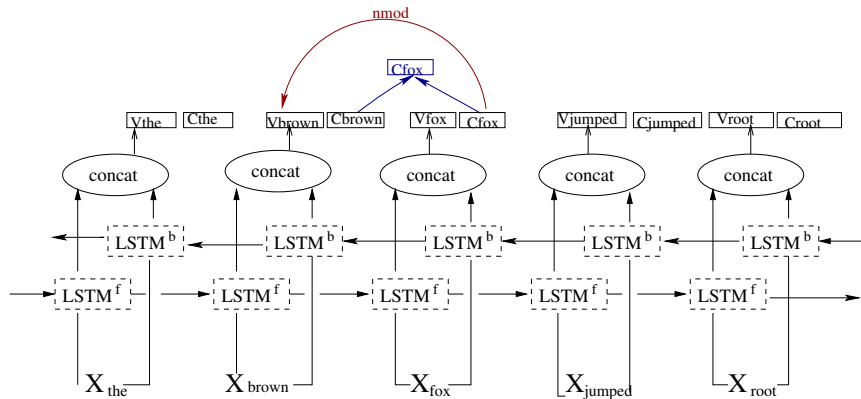 nmod
Cfox
Vthe Cthe Vbrown Cbrown Vfox Cfox Vjumped Cjumped Vroot Croot
concat concat concat concat concat
LSTM b LSTM b LSTM b LSTM b LSTM b
LSTM f LSTM f LSTM f LSTM f LSTM f
X the X brown X fox X jumped X root